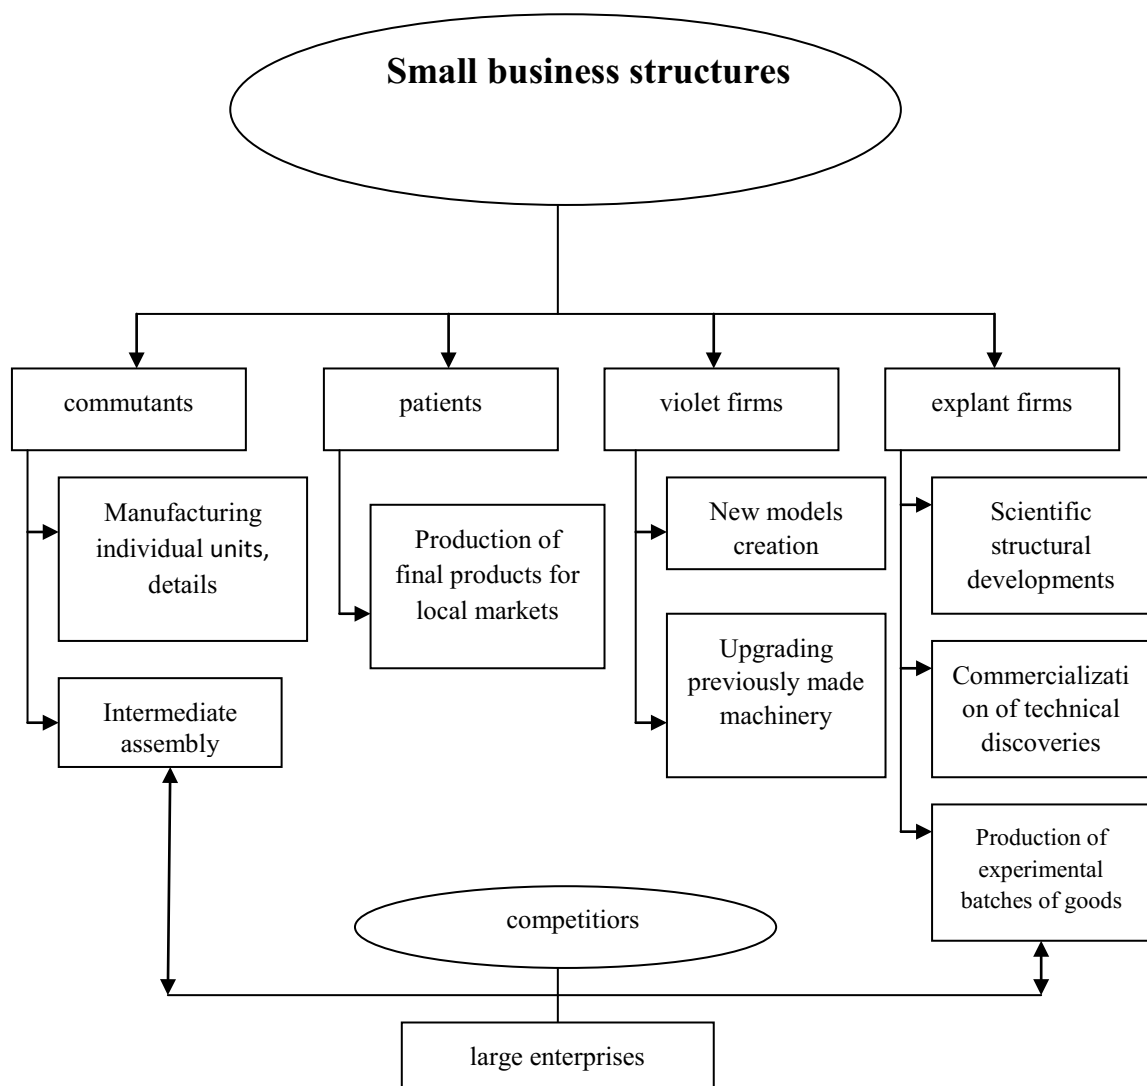 Small business structures
commutants
patients
violet firms
explant firms
Manufacturing
individual units,
details
Intermediate
assembly
Production of
final products for
local markets
New models
creation
Upgrading
previously made
machinery
Scientific
structural
developments
Commercializati
on of technical
discoveries
Production of
experimental
batches of goods
competitiors
large enterprises